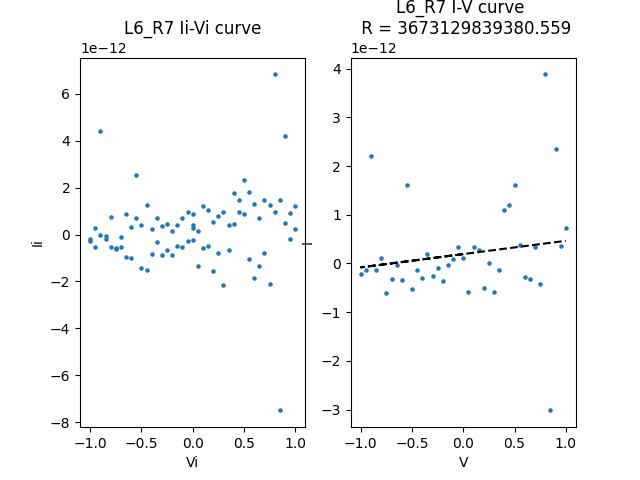 L6_R7 Ii-Vi curve
1e−12
6
4
2
0
−2
−4
−6
−8
Ii
−1.0 −0.5 0.0 0.5 1.0
Vi
L6_R7 I-V curve
R = 3673129839380.559
1e−12
4
3
2
1
0
−1
−2
−3
I
−1.0 −0.5 0.0 0.5 1.0
V